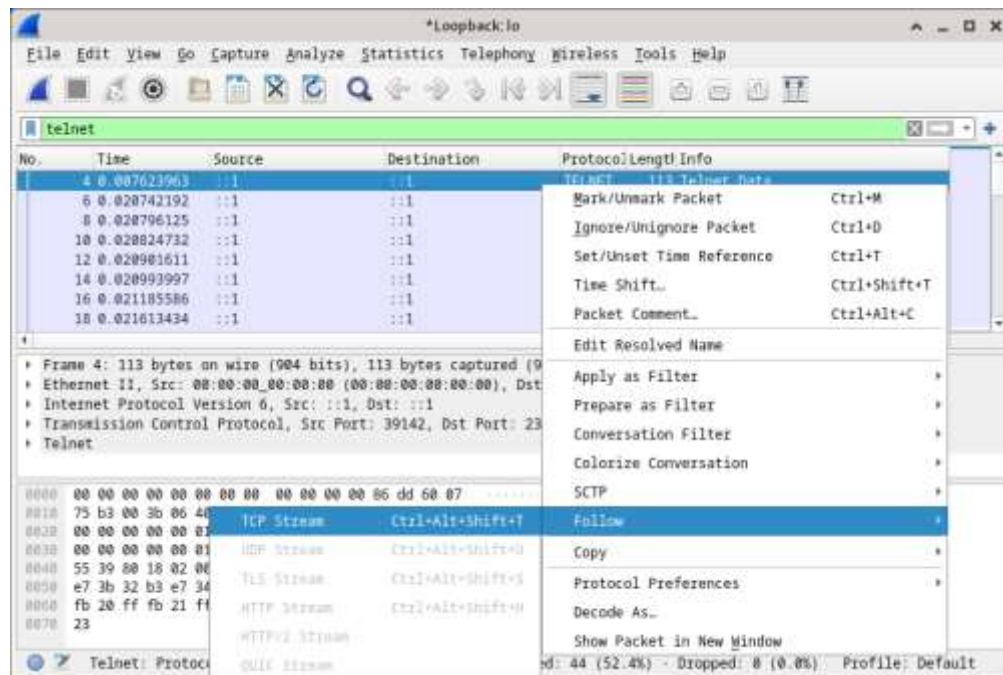 *Loopback:lo
File Edit View Go Capture Analyze Statistics Telephony Wireless Tools Help
telnet
No. Time Source Destination Protocol Length Info
4 0.007623963 ::1 ::1 TELNET 113 Telnet Data
6 0.020742192 ::1 ::1
8 0.020796125 ::1 ::1
10 0.020824732 ::1 ::1
12 0.020901611 ::1 ::1
14 0.020993997 ::1 ::1
16 0.021185586 ::1 ::1
18 0.021613434 ::1 ::1
Mark/Unmark Packet Ctrl+M
Ignore/Unignore Packet Ctrl+D
Set/Unset Time Reference Ctrl+T
Time Shift… Ctrl+Shift+T
Packet Comment… Ctrl+Alt+C
Edit Resolved Name
Apply as Filter
Prepare as Filter
Conversation Filter
Colorize Conversation
SCTP
Follow
Copy
Protocol Preferences
Decode As…
Show Packet in New Window
Frame 4: 113 bytes on wire (904 bits), 113 bytes captured (9
Ethernet II, Src: 00:00:00_00:00:00 (00:00:00:00:00:00), Dst
Internet Protocol Version 6, Src: ::1, Dst: ::1
Transmission Control Protocol, Src Port: 39142, Dst Port: 23
Telnet
0000 00 00 00 00 00 00 00 00 00 00 00 00 86 dd 60 07
0010 75 b3 00 3b 06 40
0020 00 00 00 00 00 01
0030 00 00 00 00 00 01
0040 55 39 80 18 02 00
0050 e7 3b 32 b3 e7 34
0060 fb 20 ff fb 21 ff
0070 23
TCP Stream Ctrl+Alt+Shift+T
UDP Stream Ctrl+Alt+Shift+U
TLS Stream Ctrl+Alt+Shift+S
HTTP Stream Ctrl+Alt+Shift+H
HTTP/2 Stream
QUIC Stream
Telnet: Protoc
d: 44 (52.4%) · Dropped: 0 (0.0%) Profile: Default